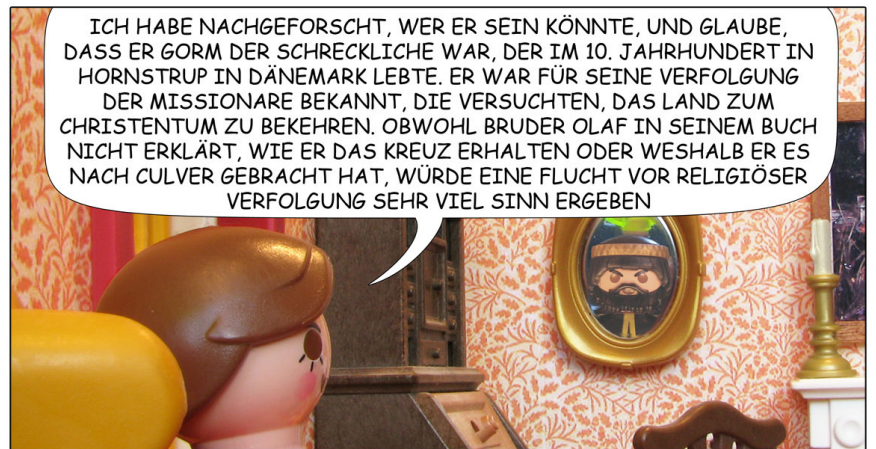 ICH HABE NACHGEFORSCHT, WER ER SEIN KÖNNTE, UND GLAUBE,
DASS ER GORM DER SCHRECKLICHE WAR, DER IM 10. JAHRHUNDERT IN
HORNSTRUP IN DÄNEMARK LEBTE. ER WAR FÜR SEINE VERFOLGUNG
DER MISSIONARE BEKANNT, DIE VERSUCHTEN, DAS LAND ZUM
CHRISTENTUM ZU BEKEHREN. OBWOHL BRUDER OLAF IN SEINEM BUCH
NICHT ERKLÄRT, WIE ER DAS KREUZ ERHALTEN ODER WESHALB ER ES
NACH CULVER GEBRACHT HAT, WÜRDE EINE FLUCHT VOR RELIGIÖSER
VERFOLGUNG SEHR VIEL SINN ERGEBEN